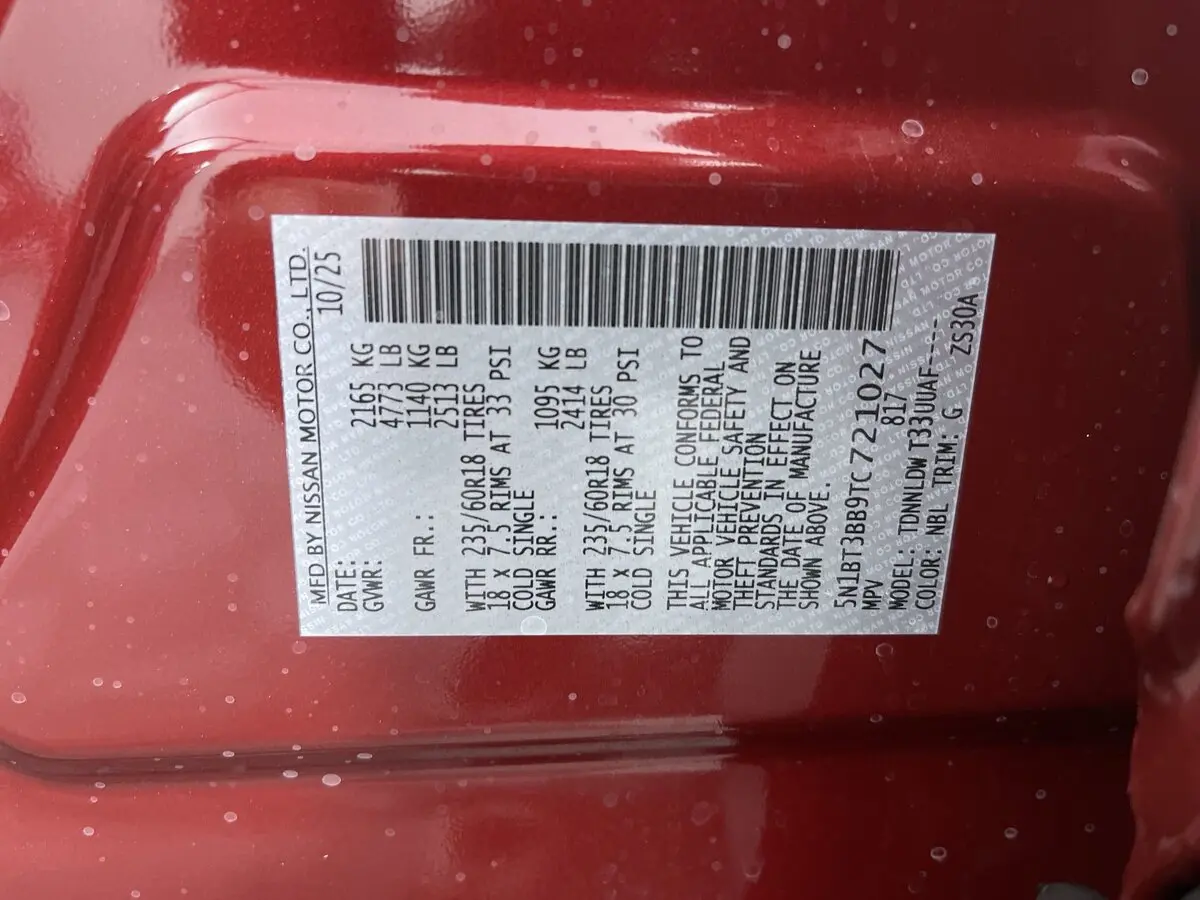 MFD BY NISSAN MOTOR CO., LTD.
DATE: 10/25
GVWR: 2165 KG
4773 LB
GAWR FR.: 1140 KG
2513 LB
WITH 235/60R18 TIRES
18 x 7.5 RIMS AT 33 PSI
COLD SINGLE
GAWR RR.: 1095 KG
2414 LB
WITH 235/60R18 TIRES
18 x 7.5 RIMS AT 30 PSI
COLD SINGLE
THIS VEHICLE CONFORMS TO
ALL APPLICABLE FEDERAL
MOTOR VEHICLE SAFETY AND
THEFT PREVENTION
STANDARDS IN EFFECT ON
THE DATE OF MANUFACTURE
SHOWN ABOVE.
5N1BT3BB9TC721027
MPV 817
MODEL: TDNNLDWT33UUAF----
COLOR: NBL TRIM: G ZS30A